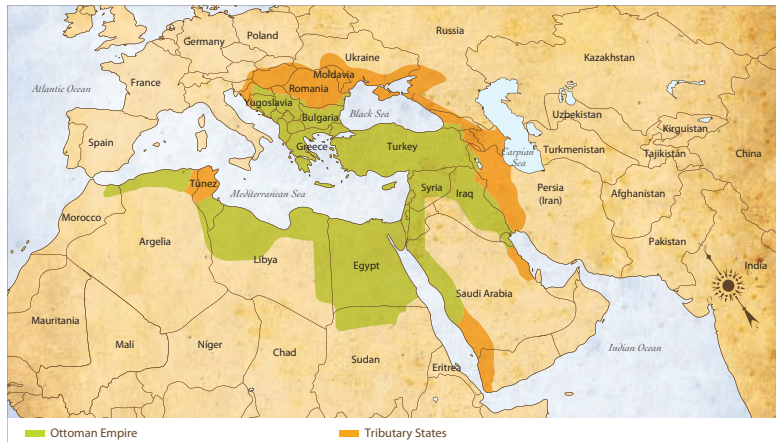 Russia
Poland
Germany
Ukraine
Kazakhstan
Moldavia
France
Atlantic Ocean
Romania
Yugoslavia
Black Sea
Bulgaria
Uzbekistan
Kirguistan
Spain
Greece
Turkey
Carpian
Sea
Turkmenistan
Tajikistan
China
Túnez
Mediterranean Sea
Syria
Iraq
Persia
(Iran)
Afghanistan
Morocco
Argelia
Pakistan
Libya
Egypt
India
Saudi Arabia
Mauritania
Malí
Níger
Chad
Sudan
Indian Ocean
Eritrea
Ottoman Empire
Tributary States